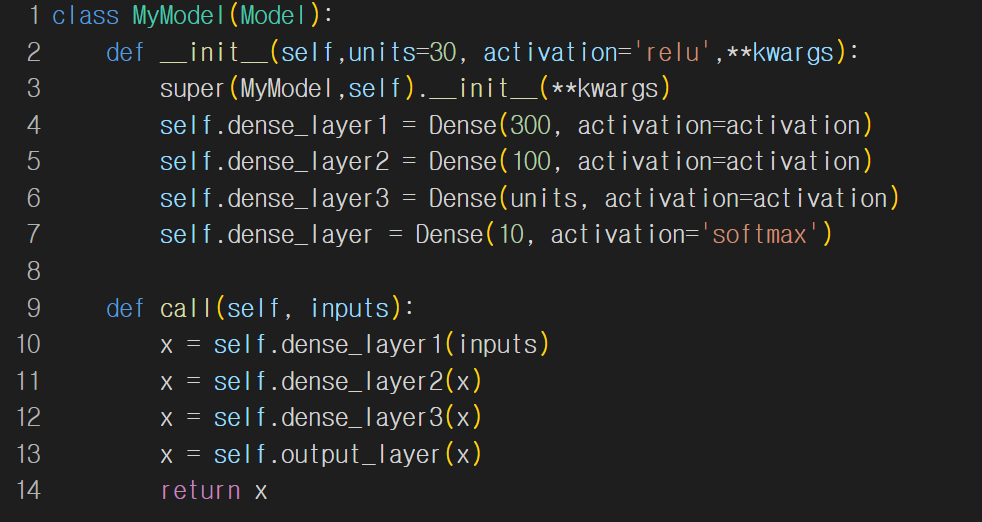 1 class MyModel(Model):
2     def __init__(self,units=30, activation='relu',**kwargs):
3         super(MyModel,self).__init__(**kwargs)
4         self.dense_layer1 = Dense(300, activation=activation)
5         self.dense_layer2 = Dense(100, activation=activation)
6         self.dense_layer3 = Dense(units, activation=activation)
7         self.dense_layer = Dense(10, activation='softmax')
8
9     def call(self, inputs):
10         x = self.dense_layer1(inputs)
11         x = self.dense_layer2(x)
12         x = self.dense_layer3(x)
13         x = self.output_layer(x)
14         return x